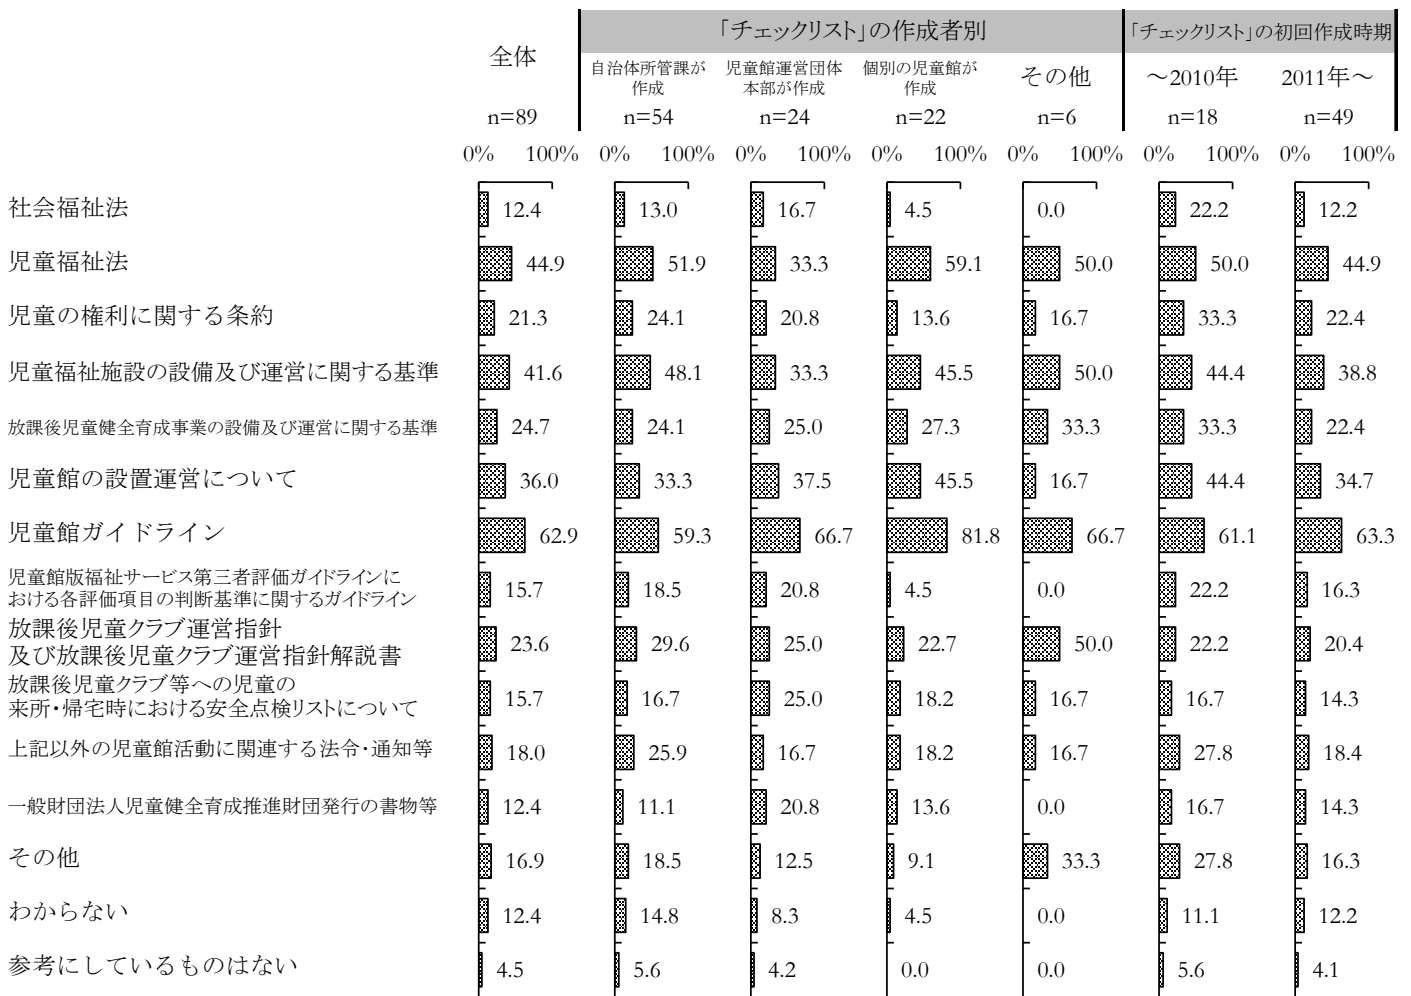 「チェックリスト」の作成者別 「チェックリスト」の初回作成時期
全体
自治体所管課が 児童館運営団体 個別の児童館が その他 ～2010年 2011年～
作成 本部が作成 作成
n=89 n=54 n=24 n=22 n=6 n=18 n=49
0% 100% 0% 100% 0% 100% 0% 100% 0% 100% 0% 100% 0% 100%
社会福祉法 12.4 13.0 16.7 4.5 0.0 22.2 12.2
児童福祉法 44.9 51.9 33.3 59.1 50.0 50.0 44.9
児童の権利に関する条約 21.3 24.1 20.8 13.6 16.7 33.3 22.4
児童福祉施設の設備及び運営に関する基準 41.6 48.1 33.3 45.5 50.0 44.4 38.8
放課後児童健全育成事業の設備及び運営に関する基準 24.7 24.1 25.0 27.3 33.3 33.3 22.4
児童館の設置運営について 36.0 33.3 37.5 45.5 16.7 44.4 34.7
児童館ガイドライン 62.9 59.3 66.7 81.8 66.7 61.1 63.3
児童館版福祉サービス第三者評価ガイドラインに
おける各評価項目の判断基準に関するガイドライン 15.7 18.5 20.8 4.5 0.0 22.2 16.3
放課後児童クラブ運営指針
及び放課後児童クラブ運営指針解説書 23.6 29.6 25.0 22.7 50.0 22.2 20.4
放課後児童クラブ等への児童の
来所・帰宅時における安全点検リストについて 15.7 16.7 25.0 18.2 16.7 16.7 14.3
上記以外の児童館活動に関連する法令・通知等 18.0 25.9 16.7 18.2 16.7 27.8 18.4
一般財団法人児童健全育成推進財団発行の書物等 12.4 11.1 20.8 13.6 0.0 16.7 14.3
その他 16.9 18.5 12.5 9.1 33.3 27.8 16.3
わからない 12.4 14.8 8.3 4.5 0.0 11.1 12.2
参考にしているものはない 4.5 5.6 4.2 0.0 0.0 5.6 4.1